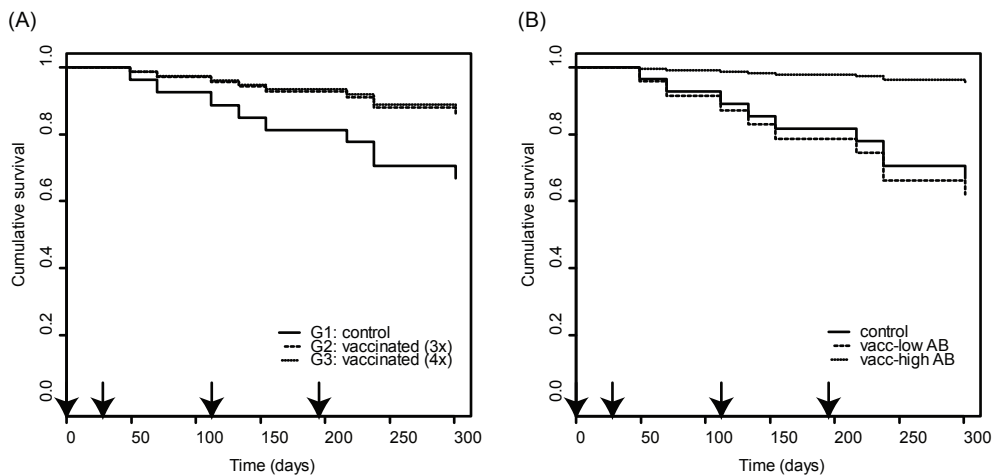 (A)
Cumulative survival
1.0
0.8
0.6
0.4
0.2
0.0
G1: control
G2: vaccinated (3x)
G3: vaccinated (4x)
0 50 100 150 200 250 300
Time (days)
(B)
Cumulative survival
1.0
0.8
0.6
0.4
0.2
0.0
control
vacc-low AB
vacc-high AB
0 50 100 150 200 250 300
Time (days)